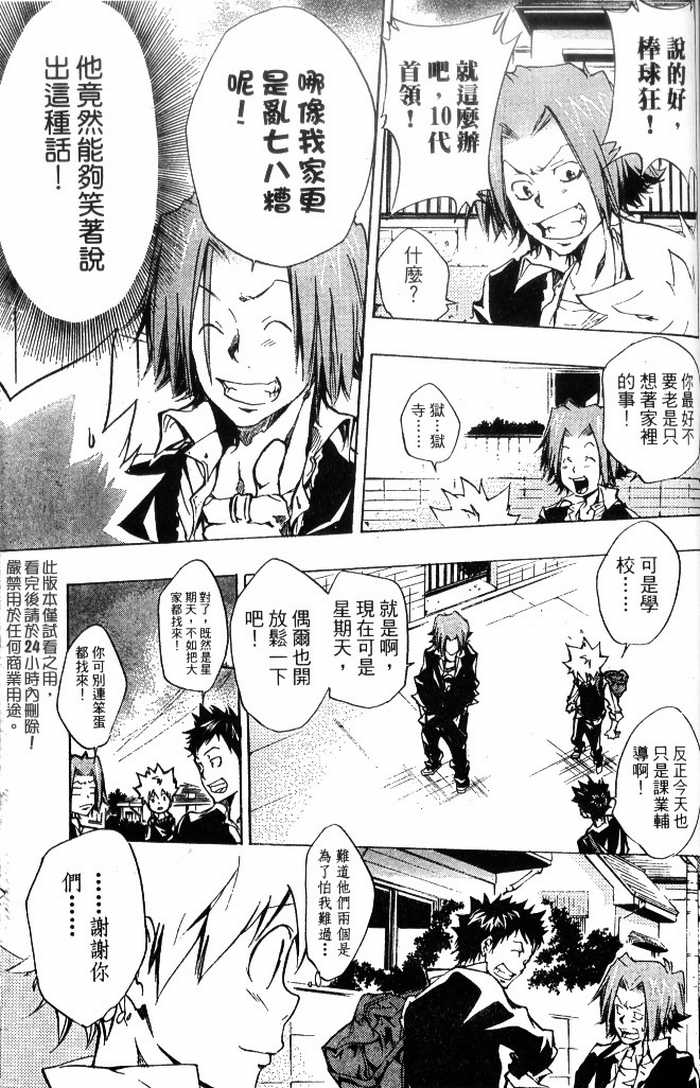 說的好，
棒球狂！
就這麼辦
吧，10代
首領！
什麼？
哪像我家更
是亂七八糟
呢！
他竟然能夠笑著說
出這種話！
你最好不
要老是只
想著家裡
的事！
獄…獄
寺……
可是學
校……
反正今天也
只是課業輔
導啊！
就是啊，
現在可是
星期天，
偶爾也開
放鬆一下
吧！
對了，既然是星
期天，不如把大
家都找來！
你可別連笨蛋
都找來！
難道他們兩個是
為了怕我難過……
……謝謝你
們……
此版本僅試看之用，
看完後請於24小時內刪除！
嚴禁用於任何商業用途。